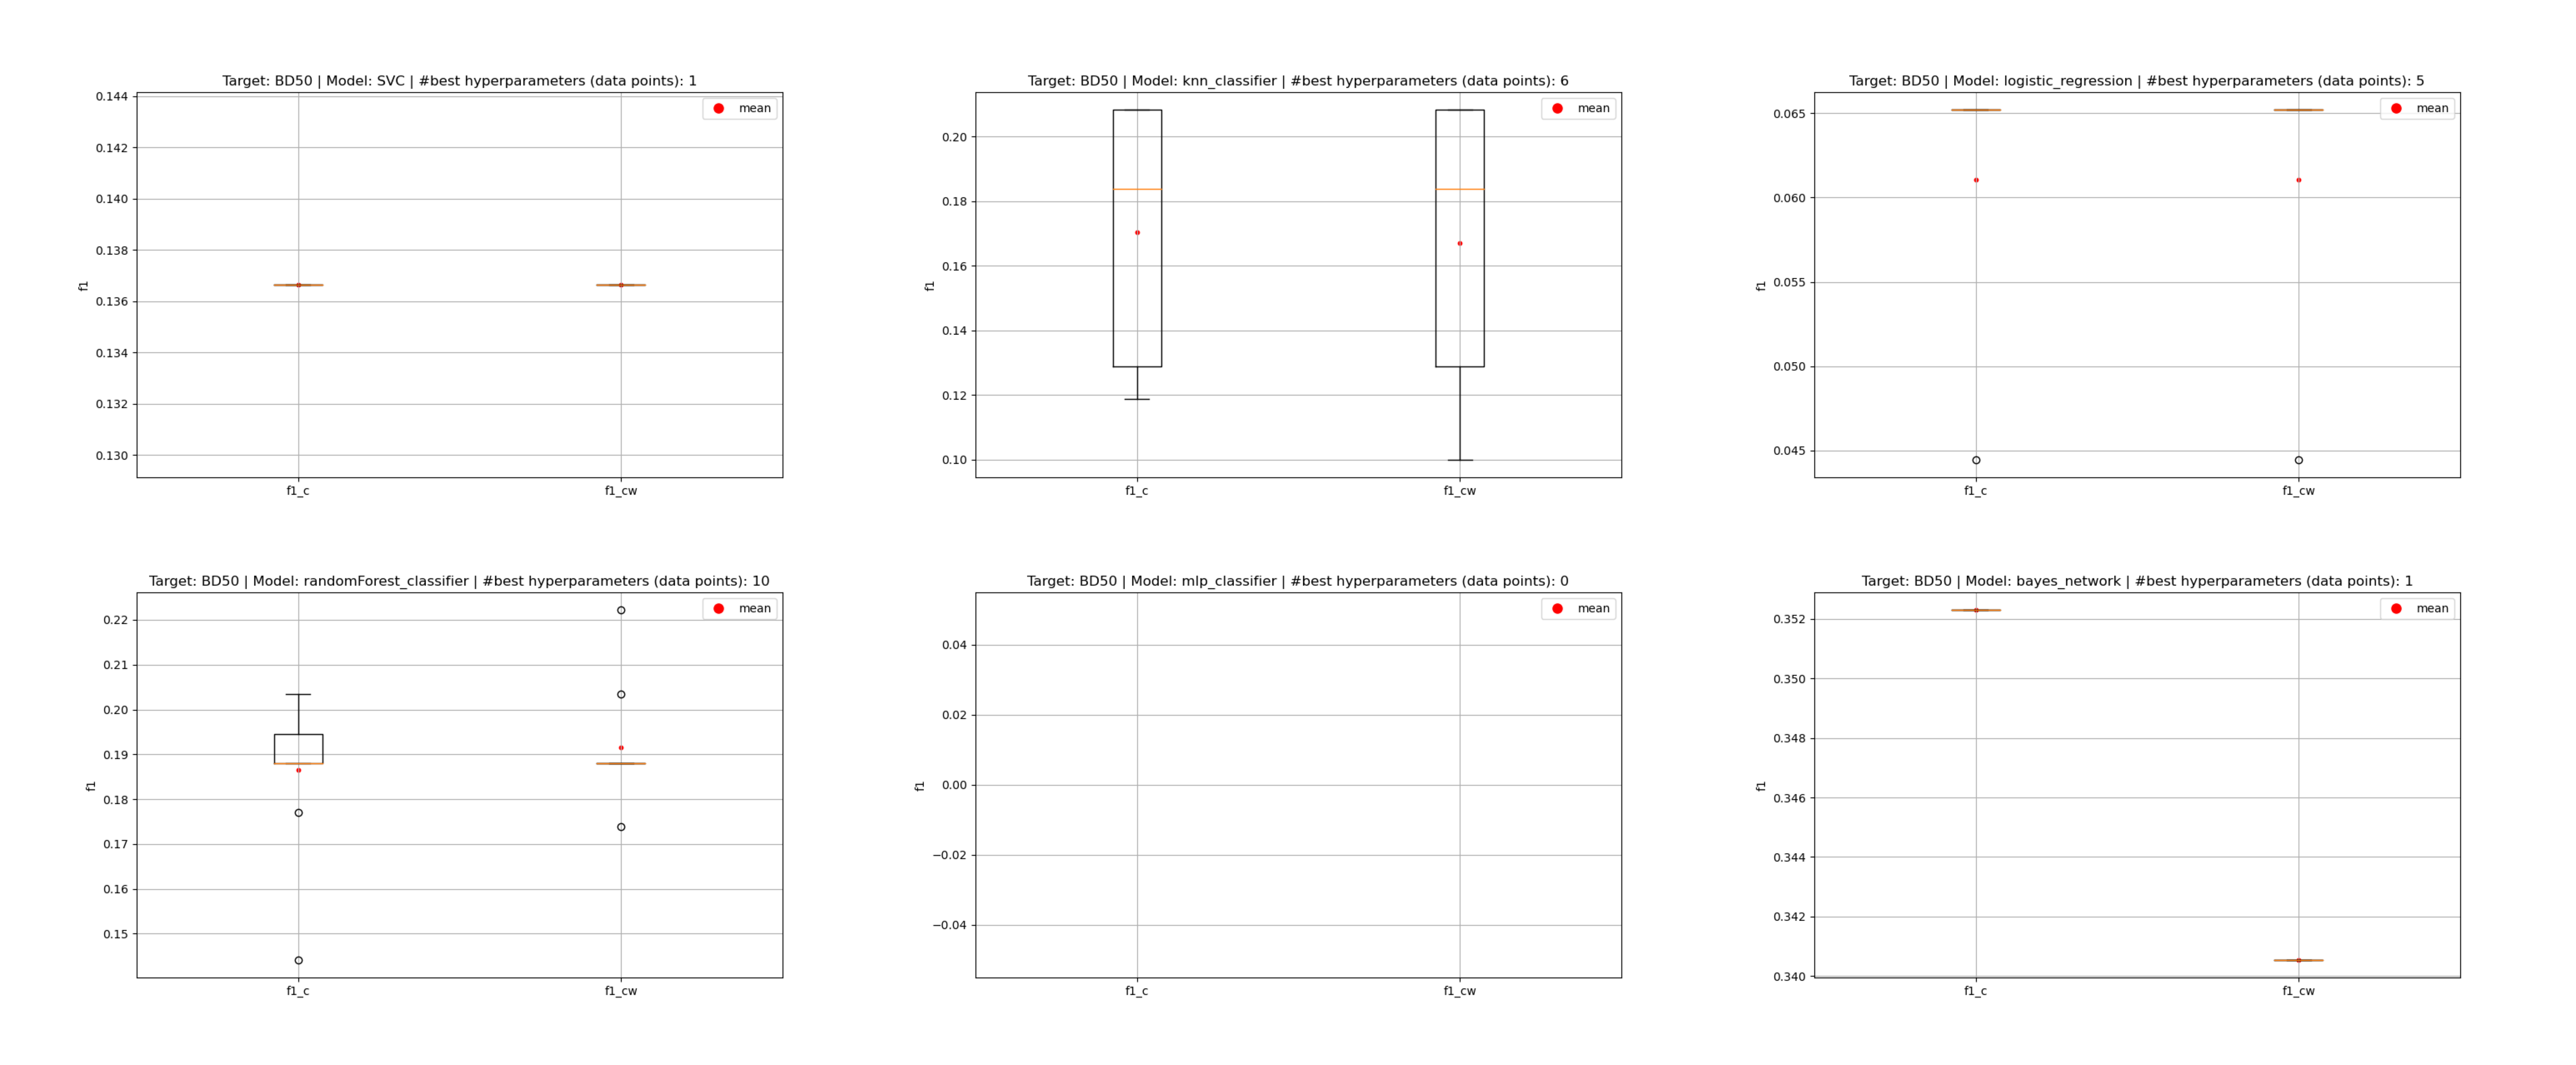 Target: BD50 | Model: SVC | #best hyperparameters (data points): 1
mean
0.144
0.142
0.140
0.138
0.136
0.134
0.132
0.130
f1
f1_c
f1_cw
Target: BD50 | Model: knn_classifier | #best hyperparameters (data points): 6
mean
0.20
0.18
0.16
0.14
0.12
0.10
f1
f1_c
f1_cw
Target: BD50 | Model: logistic_regression | #best hyperparameters (data points): 5
mean
0.065
0.060
0.055
0.050
0.045
f1
f1_c
f1_cw
Target: BD50 | Model: randomForest_classifier | #best hyperparameters (data points): 10
mean
0.22
0.21
0.20
0.19
0.18
0.17
0.16
0.15
f1
f1_c
f1_cw
Target: BD50 | Model: mlp_classifier | #best hyperparameters (data points): 0
mean
0.04
0.02
0.00
−0.02
−0.04
f1
f1_c
f1_cw
Target: BD50 | Model: bayes_network | #best hyperparameters (data points): 1
mean
0.352
0.350
0.348
0.346
0.344
0.342
0.340
f1
f1_c
f1_cw